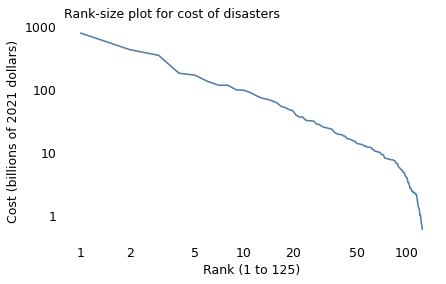 Rank-size plot for cost of disasters
1000
100
10
1
Cost (billions of 2021 dollars)
1 2 5 10 20 50 100
Rank (1 to 125)